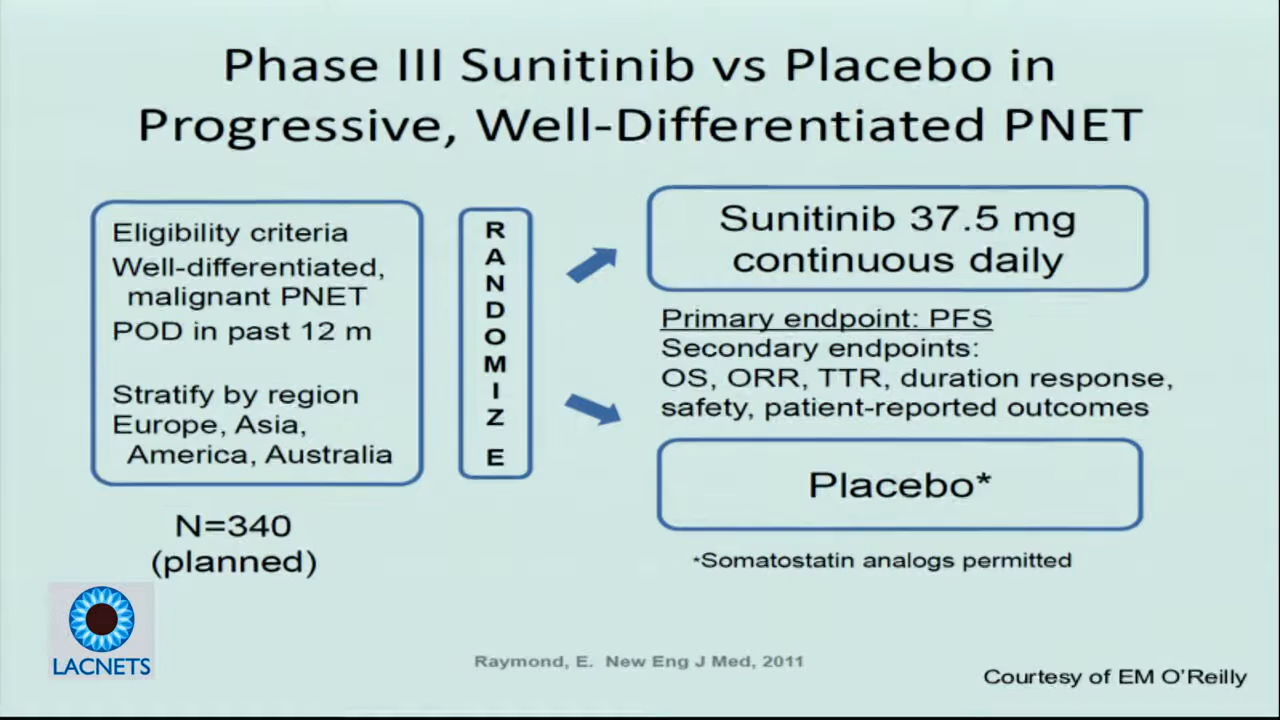 Phase III Sunitinib vs Placebo in
Progressive, Well-Differentiated PNET
Eligibility criteria
Well-differentiated,
malignant PNET
POD in past 12 m
Stratify by region
Europe, Asia,
America, Australia
N=340
(planned)
R
A
N
D
O
M
I
Z
E
Sunitinib 37.5 mg
continuous daily
Primary endpoint: PFS
Secondary endpoints:
OS, ORR, TTR, duration response,
safety, patient-reported outcomes
Placebo*
*Somatostatin analogs permitted
LACNETS
Raymond, E. New Eng J Med, 2011
Courtesy of EM O'Reilly